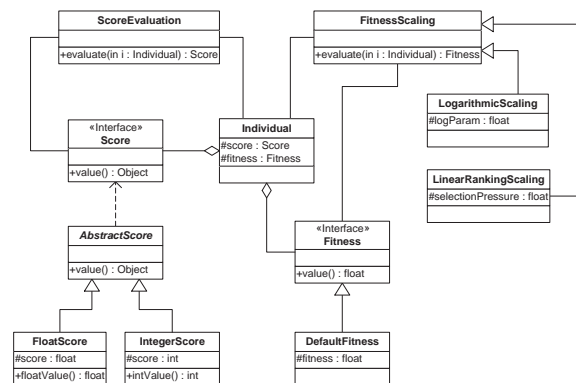 ScoreEvaluation
+evaluate(in i : Individual) : Score
FitnessScaling
+evaluate(in i : Individual) : Fitness
LogarithmicScaling
#logParam : float
«Interface»
Score
+value() : Object
Individual
#score : Score
#fitness : Fitness
LinearRankingScaling
#selectionPressure : float
AbstractScore
+value() : Object
«Interface»
Fitness
+value() : float
FloatScore
#score : float
+floatValue() : float
IntegerScore
#score : int
+intValue() : int
DefaultFitness
#fitness : float